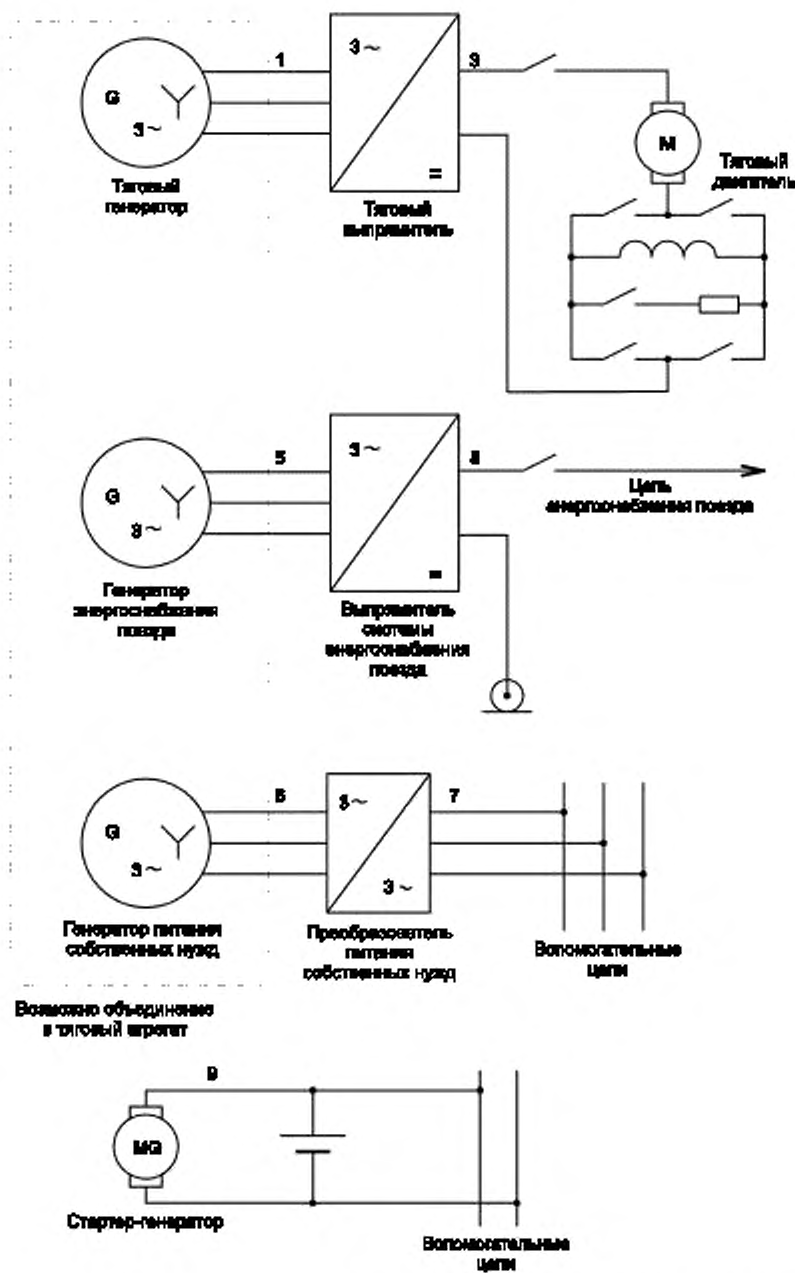 1
3 ~
3
G
3 ~
=
M
Тяговый
двигатель
Тяговый
генератор
Тяговый
выпрямитель
5
3 ~
G
3 ~
=
Цепь
энергоснабжения поезда
Генератор
энергоснабжения
поезда
Выпрямитель
системы
энергоснабжения
поезда
3 ~
7
G
3 ~
3 ~
Генератор питания
собственных нужд
Преобразователь
питания
собственных нужд
Вспомогательные
цепи
Возможно объединение
в тяговый агрегат
9
MG
Стартер-генератор
Вспомогательные
цепи